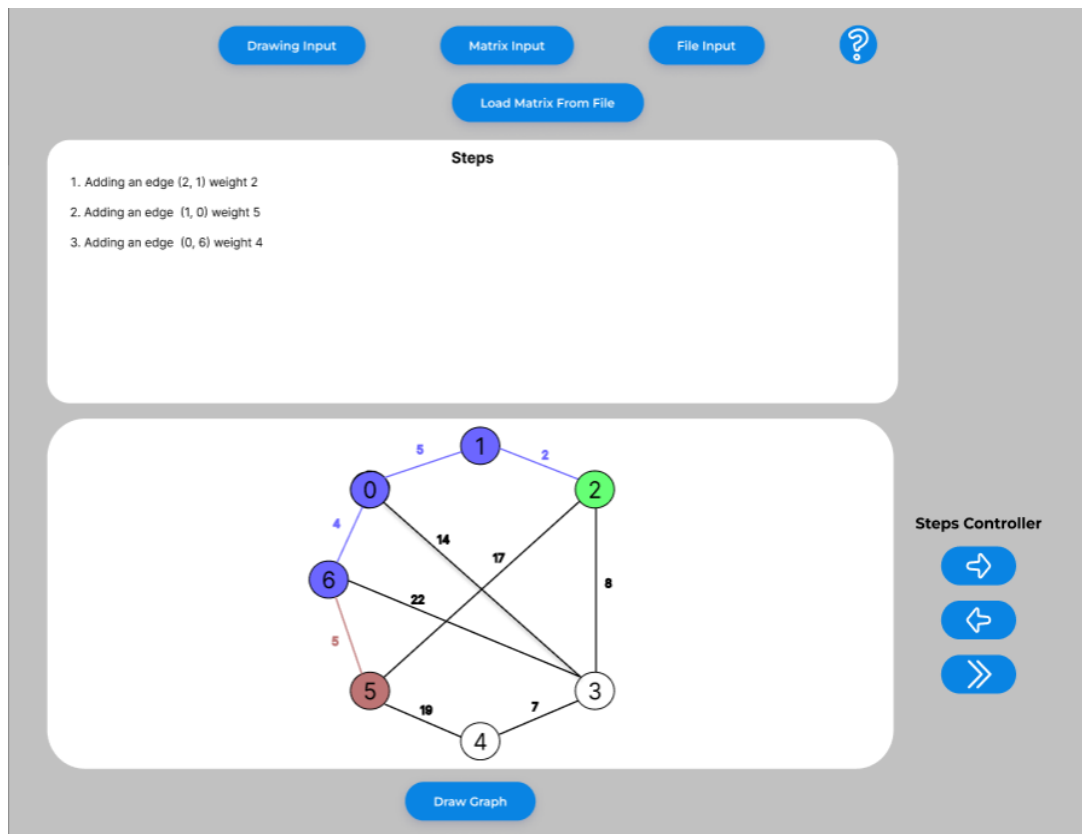 Drawing Input
Matrix Input
File Input
?
Load Matrix From File
Steps
1. Adding an edge (2, 1) weight 2
2. Adding an edge  (1, 0) weight 5
3. Adding an edge  (0, 6) weight 4
1
5
2
0
2
4
14
17
6
8
22
5
5
3
19
7
4
Steps Controller
Draw Graph